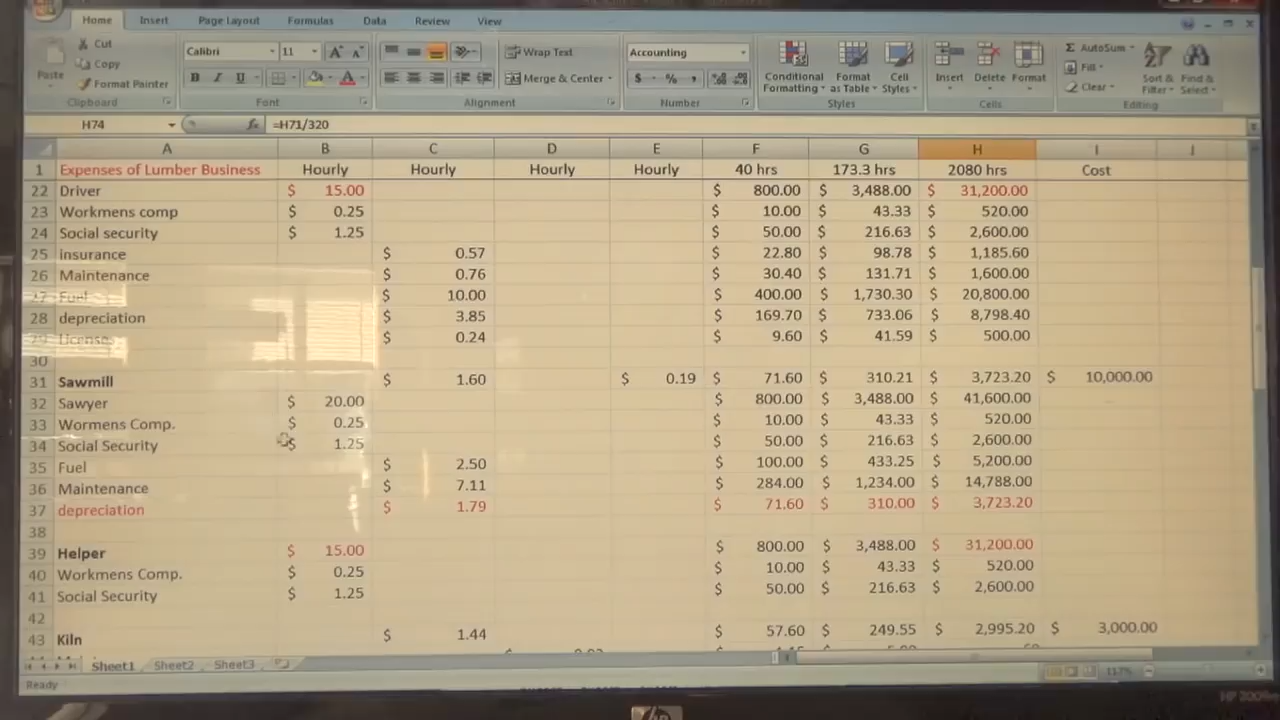 Home Insert Page Layout Formulas Data Review View
Cut
Copy
Paste
Format Painter
Clipboard
Calibri 11
B I U
Font
Wrap Text
Merge & Center
Alignment
Accounting
$ % ,
Number
Conditional Formatting
Format as Table
Cell Styles
Styles
Insert Delete Format
Cells
Σ AutoSum
Fill
Clear
Sort & Filter
Find & Select
Editing
H74 fx =H71/320
A B C D E F G H I J
1 Expenses of Lumber Business Hourly Hourly Hourly Hourly 40 hrs 173.3 hrs 2080 hrs Cost
22 Driver $ 15.00 $ 800.00 $ 3,488.00 $ 31,200.00
23 Workmens comp $ 0.25 $ 10.00 $ 43.33 $ 520.00
24 Social security $ 1.25 $ 50.00 $ 216.63 $ 2,600.00
25 insurance $ 0.57 $ 22.80 $ 98.78 $ 1,185.60
26 Maintenance $ 0.76 $ 30.40 $ 131.71 $ 1,600.00
27 Fuel $ 10.00 $ 400.00 $ 1,730.30 $ 20,800.00
28 depreciation $ 3.85 $ 169.70 $ 733.06 $ 8,798.40
29 License $ 0.24 $ 9.60 $ 41.59 $ 500.00
30
31 Sawmill $ 1.60 $ 0.19 $ 71.60 $ 310.21 $ 3,723.20 $ 10,000.00
32 Sawyer $ 20.00 $ 800.00 $ 3,488.00 $ 41,600.00
33 Wormens Comp. $ 0.25 $ 10.00 $ 43.33 $ 520.00
34 Social Security $ 1.25 $ 50.00 $ 216.63 $ 2,600.00
35 Fuel $ 2.50 $ 100.00 $ 433.25 $ 5,200.00
36 Maintenance $ 7.11 $ 284.00 $ 1,234.00 $ 14,788.00
37 depreciation $ 1.79 $ 71.60 $ 310.00 $ 3,723.20
38
39 Helper $ 15.00 $ 800.00 $ 3,488.00 $ 31,200.00
40 Workmens Comp. $ 0.25 $ 10.00 $ 43.33 $ 520.00
41 Social Security $ 1.25 $ 50.00 $ 216.63 $ 2,600.00
42
43 Kiln $ 1.44 $ 57.60 $ 249.55 $ 2,995.20 $ 3,000.00
Sheet1 Sheet2 Sheet3
Ready 117%
hp